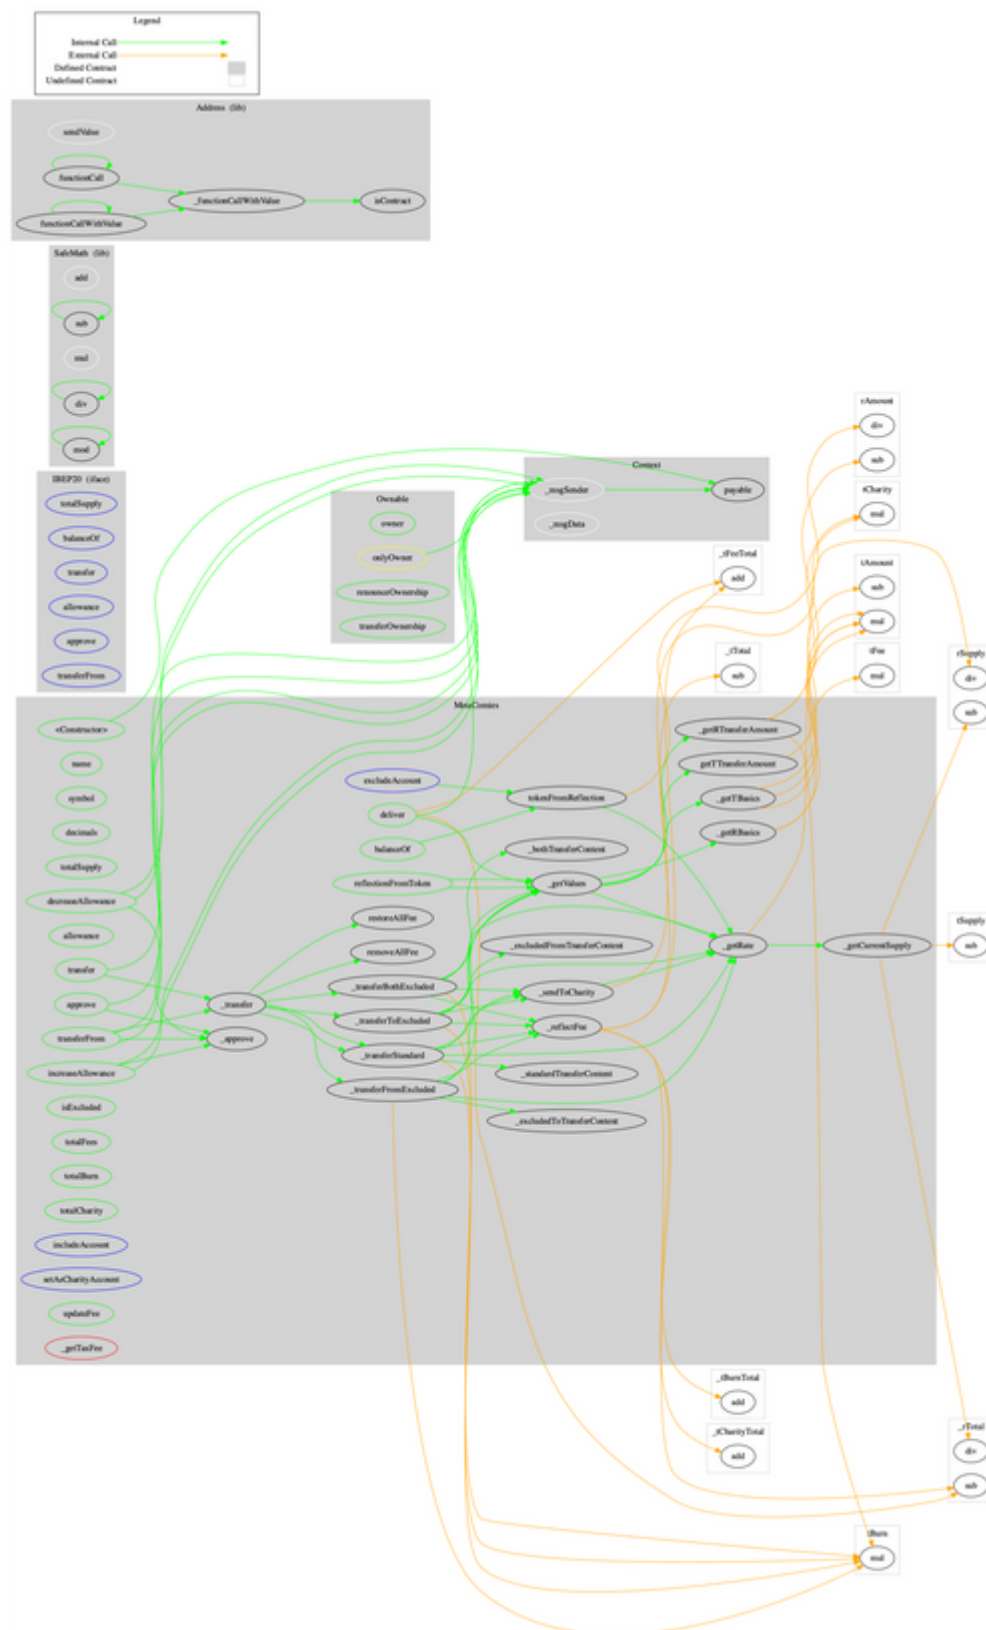 Legend
Internal Call
External Call
Defined Contract
Undefined Contract
Address (lib)
sendValue
functionCall
_functionCallWithValue
isContract
functionCallWithValue
SafeMath (lib)
add
sub
mul
div
mod
IBEP20 (iface)
totalSupply
balanceOf
transfer
allowance
approve
transferFrom
Ownable
owner
onlyOwner
renounceOwnership
transferOwnership
Context
_msgSender
payable
_msgData
rAmount
div
sub
tCharity
mul
tAmount
sub
mul
tFee
mul
_tFeeTotal
add
_tTotal
sub
rSupply
div
sub
<Constructor>
name
symbol
decimals
totalSupply
decreaseAllowance
allowance
transfer
approve
transferFrom
increaseAllowance
isExcluded
totalFees
totalBurn
totalCharity
includeAccount
setAsCharityAccount
updateFee
_getTaxFee
_transfer
_approve
excludeAccount
deliver
balanceOf
reflectionFromToken
restoreAllFee
removeAllFee
_transferBothExcluded
_transferToExcluded
_transferStandard
_transferFromExcluded
tokenFromReflection
_bothTransferContent
_getValues
_excludedFromTransferContent
_sendToCharity
_reflectFee
_standardTransferContent
_excludedToTransferContent
_getRTransferAmount
getTTransferAmount
_getTBasics
_getRBasics
_getRate
_getCurrentSupply
tSupply
sub
_tBurnTotal
add
_tCharityTotal
add
_rTotal
div
sub
tBurn
mul